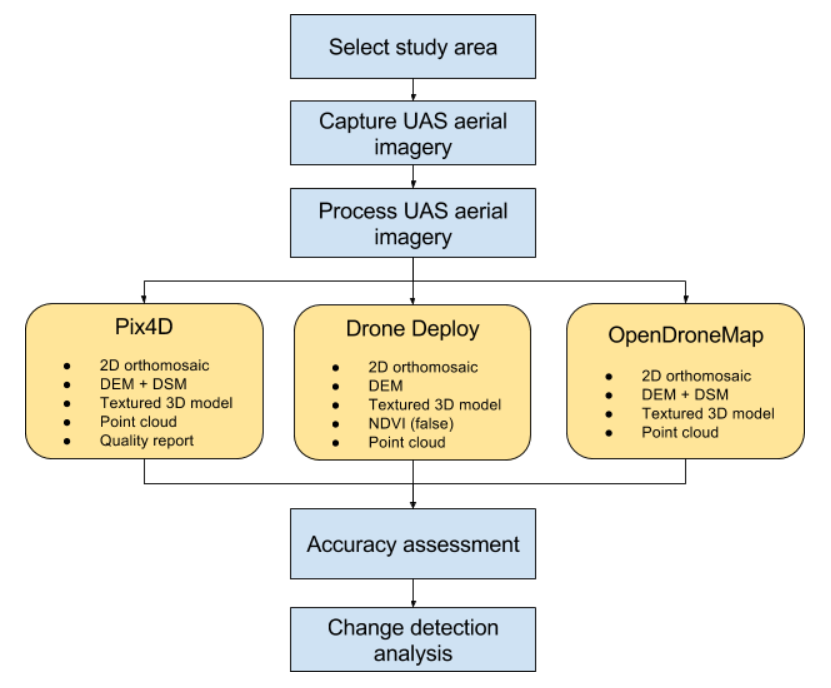 Select study area
Capture UAS aerial
imagery
Process UAS aerial
imagery
Pix4D
● 2D orthomosaic
● DEM + DSM
● Textured 3D model
● Point cloud
● Quality report
Drone Deploy
● 2D orthomosaic
● DEM
● Textured 3D model
● NDVI (false)
● Point cloud
OpenDroneMap
● 2D orthomosaic
● DEM + DSM
● Textured 3D model
● Point cloud
Accuracy assessment
Change detection
analysis